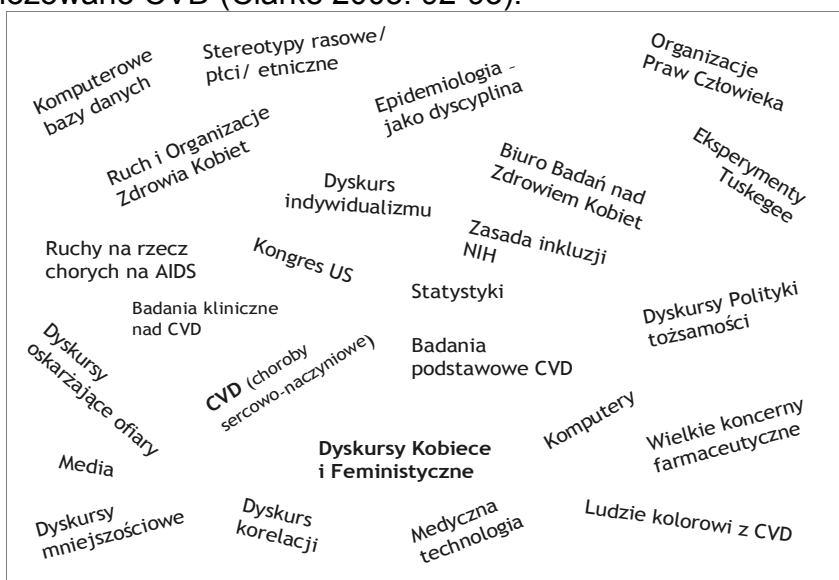 CVD (Clarke
Komputerowe
bazy danych
Stereotypy rasowe/
płci/ etniczne
Epidemiologia -
jako dyscyplina
Organizacje
Praw Człowieka
Ruch i Organizacje
Zdrowia Kobiet
Dyskurs
indywidualizmu
Biuro Badań nad
Zdrowiem Kobiet
Eksperymenty
Tuskegee
Ruchy na rzecz
chorych na AIDS
Kongres US
Zasada inkluzji
NIH
Badania kliniczne
nad CVD
Statystyki
Dyskursy Polityki
tożsamości
Dyskursy
oskarżające ofiary
CVD (choroby
sercowo-naczyniowe)
Badania
podstawowe CVD
Komputery
Wielkie koncerny
farmaceutyczne
Media
Dyskursy Kobiece
i Feministyczne
Dyskursy
mniejszościowe
Dyskurs
korelacji
Medyczna
technologia
Ludzie kolorowi z CVD